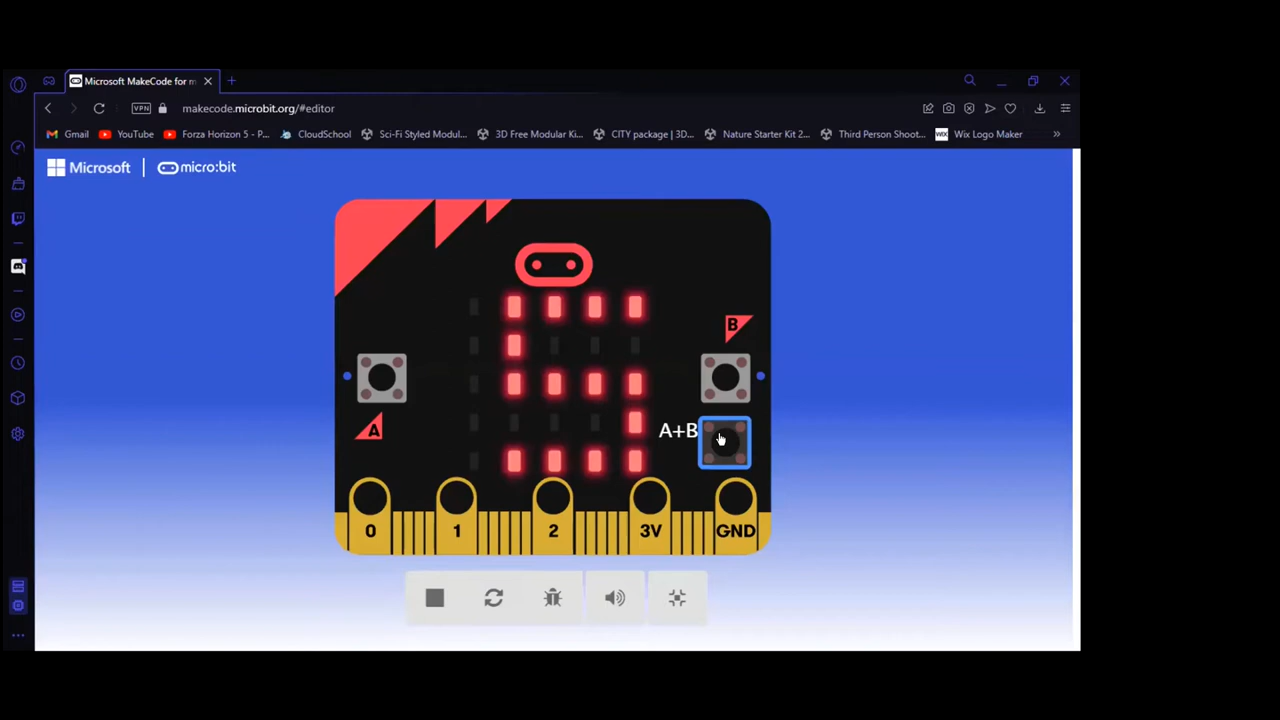 Microsoft MakeCode for m
VPN makecode.microbit.org/#editor
Gmail YouTube Forza Horizon 5 - P... CloudSchool Sci-Fi Styled Modul... 3D Free Modular Ki... CITY package | 3D... Nature Starter Kit 2... Third Person Shoot... WIX Wix Logo Maker »
Microsoft | micro:bit
B
A
A+B
0 1 2 3V GND